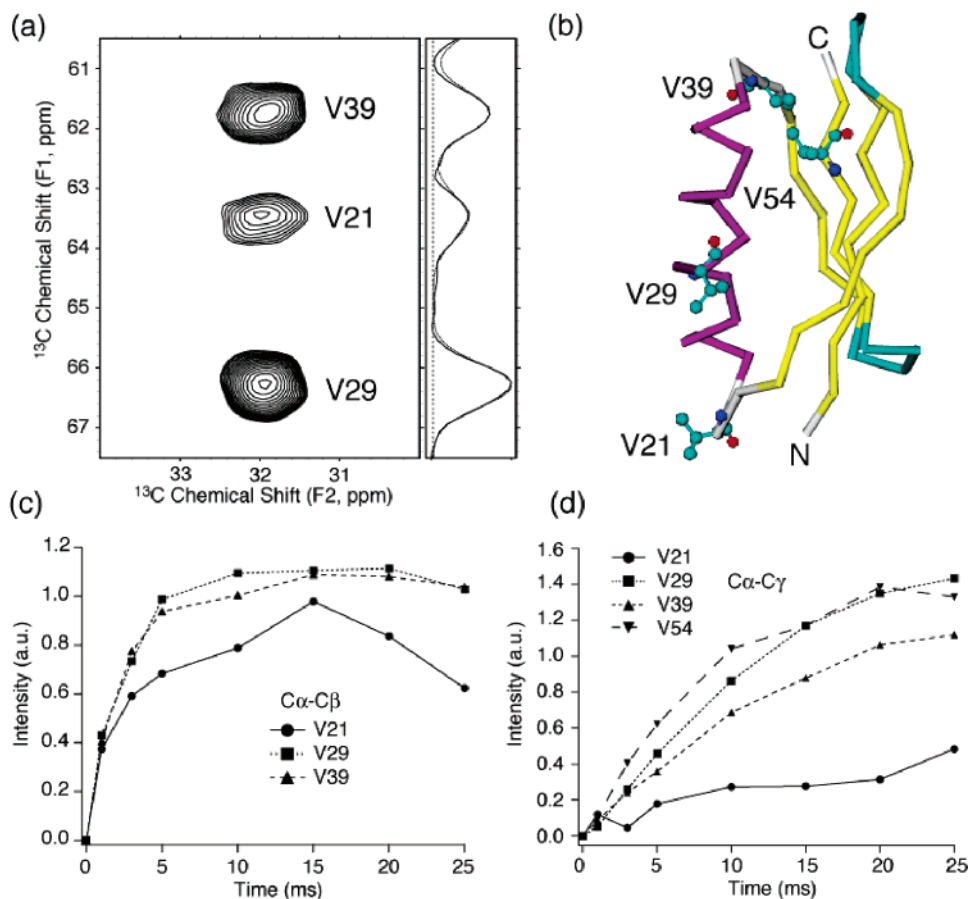 (a)
13C Chemical Shift (F1, ppm)
61
62
63
64
65
66
67
V39
V21
V29
33
32
31
13C Chemical Shift (F2, ppm)
(b)
C
V39
V54
V29
V21
N
(c)
Intensity (a.u.)
1.2
1.0
0.8
0.6
0.4
0.2
0.0
Cα-Cβ
V21
V29
V39
0
5
10
15
20
25
Time (ms)
(d)
Intensity (a.u.)
1.6
1.4
1.2
1.0
0.8
0.6
0.4
0.2
0.0
V21
V29
V39
V54
Cα-Cγ
0
5
10
15
20
25
Time (ms)